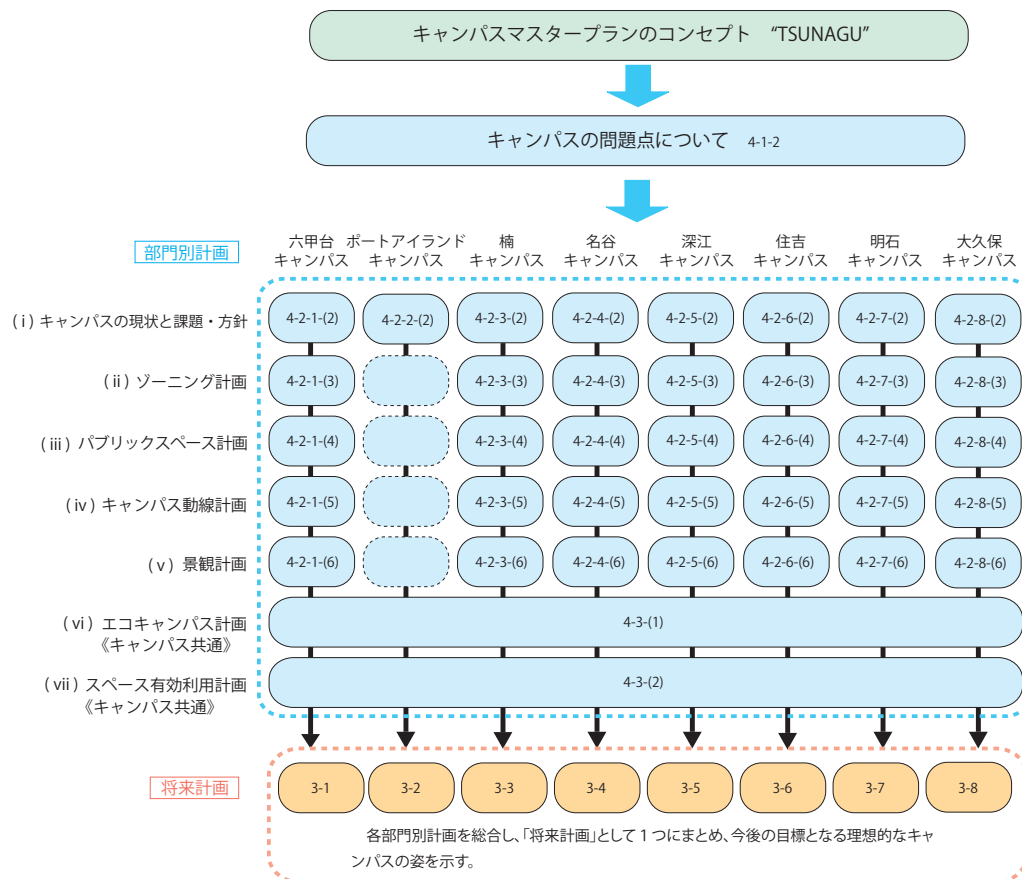 キャンパスマスタープランのコンセプト “TSUNAGU”
キャンパスの問題点について 4-1-2
部門別計画
六甲台
キャンパス
ポートアイランド
キャンパス
楠
キャンパス
名谷
キャンパス
深江
キャンパス
住吉
キャンパス
明石
キャンパス
大久保
キャンパス
( i ) キャンパスの現状と課題・方針
4-2-1-(2) 4-2-2-(2) 4-2-3-(2) 4-2-4-(2) 4-2-5-(2) 4-2-6-(2) 4-2-7-(2) 4-2-8-(2)
( ii ) ゾーニング計画
4-2-1-(3) 4-2-3-(3) 4-2-4-(3) 4-2-5-(3) 4-2-6-(3) 4-2-7-(3) 4-2-8-(3)
( iii ) パブリックスペース計画
4-2-1-(4) 4-2-3-(4) 4-2-4-(4) 4-2-5-(4) 4-2-6-(4) 4-2-7-(4) 4-2-8-(4)
( iv ) キャンパス動線計画
4-2-1-(5) 4-2-3-(5) 4-2-4-(5) 4-2-5-(5) 4-2-6-(5) 4-2-7-(5) 4-2-8-(5)
( v ) 景観計画
4-2-1-(6) 4-2-3-(6) 4-2-4-(6) 4-2-5-(6) 4-2-6-(6) 4-2-7-(6) 4-2-8-(6)
( vi ) エコキャンパス計画
《キャンパス共通》
4-3-(1)
( vii ) スペース有効利用計画
《キャンパス共通》
4-3-(2)
将来計画
3-1 3-2 3-3 3-4 3-5 3-6 3-7 3-8
各部門別計画を総合し、「将来計画」として 1 つにまとめ、今後の目標となる理想的なキャ
ンパスの姿を示す。